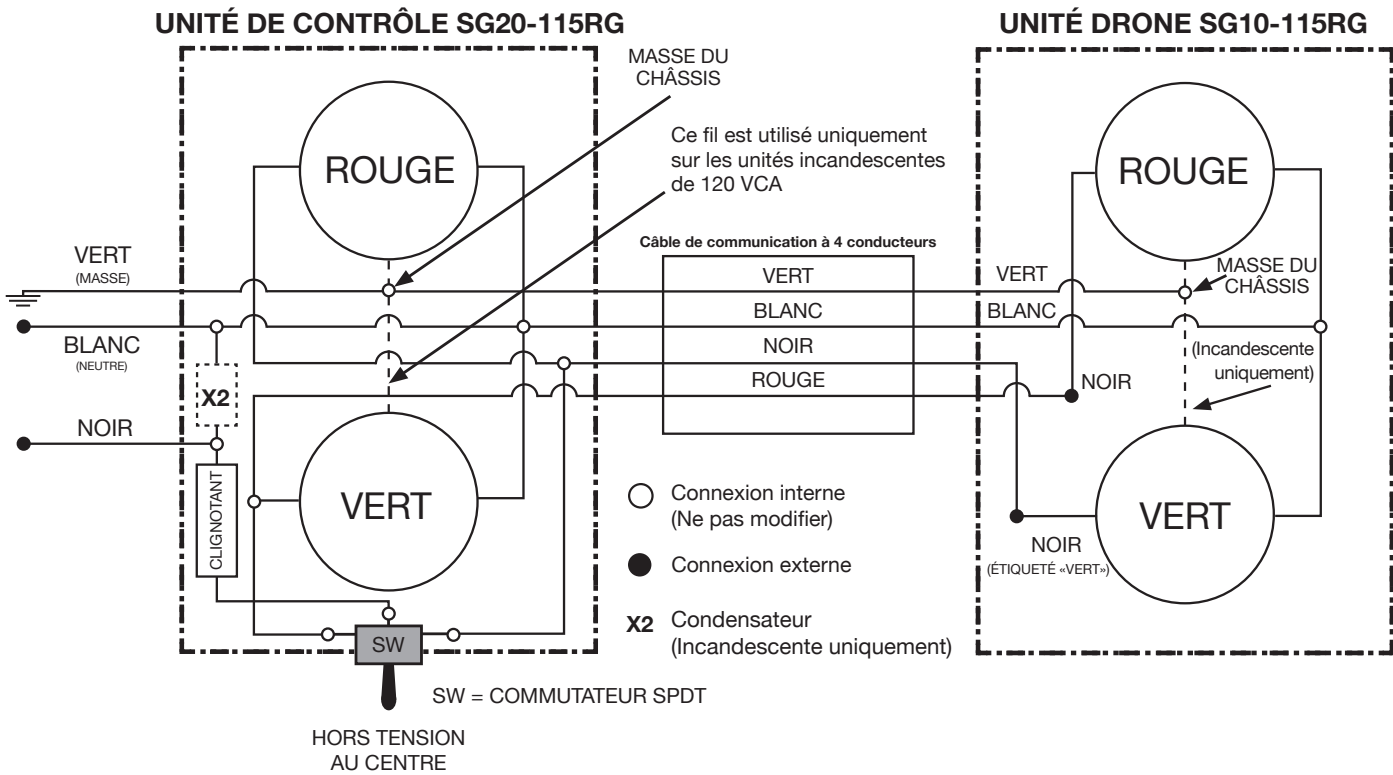 UNITÉ DE CONTRÔLE SG20-115RG
UNITÉ DRONE SG10-115RG
MASSE DU
CHÂSSIS
Ce fil est utilisé uniquement
sur les unités incandescentes
de 120 VCA
ROUGE
ROUGE
Câble de communication à 4 conducteurs
VERT
(MASSE)
VERT
VERT
MASSE DU
CHÂSSIS
BLANC
BLANC
BLANC
(NEUTRE)
NOIR
(Incandescente
uniquement)
ROUGE
NOIR
X2
NOIR
CLIGNOTANT
VERT
VERT
Connexion interne
(Ne pas modifier)
NOIR
(ÉTIQUETÉ «VERT»)
Connexion externe
X2 Condensateur
(Incandescente uniquement)
SW
SW = COMMUTATEUR SPDT
HORS TENSION
AU CENTRE